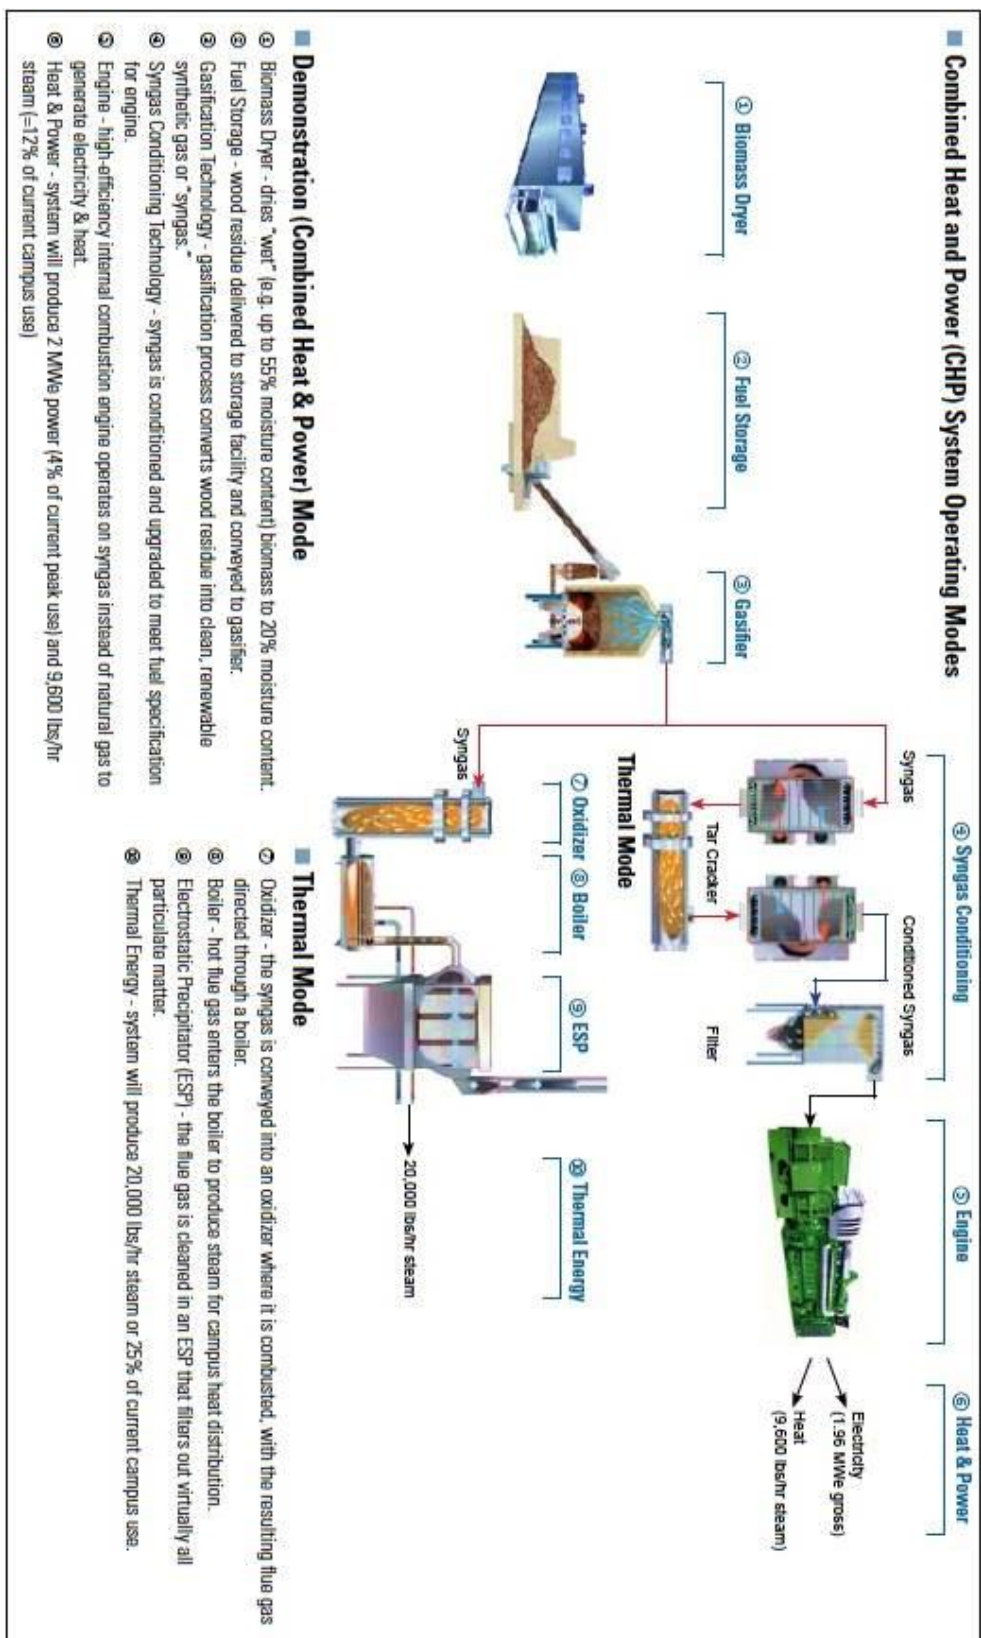 Combined Heat and Power (CHP) System Operating Modes
① Biomass Dryer
② Fuel Storage
③ Gasifier
④ Syngas Conditioning
⑤ Engine
⑥ Heat & Power
Syngas
Tar Cracker
Conditioned Syngas
Filter
Electricity
(1.96 MWe gross)
Heat
(9,600 lbs/hr steam)
Thermal Mode
Syngas
⑦ Oxidizer
⑧ Boiler
⑨ ESP
⑩ Thermal Energy
20,000 lbs/hr steam
Demonstration (Combined Heat & Power) Mode
① Biomass Dryer - dries "wet" (e.g. up to 55% moisture content) biomass to 20% moisture content.
② Fuel Storage - wood residue delivered to storage facility and conveyed to gasifier.
③ Gasification Technology - gasification process converts wood residue into clean, renewable
synthetic gas or "syngas."
④ Syngas Conditioning Technology - syngas is conditioned and upgraded to meet fuel specification
for engine.
⑤ Engine - high-efficiency internal combustion engine operates on syngas instead of natural gas to
generate electricity & heat.
⑥ Heat & Power - system will produce 2 MWe power (4% of current peak use) and 9,600 lbs/hr
steam (=12% of current campus use)
Thermal Mode
⑦ Oxidizer - the syngas is conveyed into an oxidizer where it is combusted, with the resulting flue gas
directed through a boiler.
⑧ Boiler - hot flue gas enters the boiler to produce steam for campus heat distribution.
⑨ Electrostatic Precipitator (ESP) - the flue gas is cleaned in an ESP that filters out virtually all
particulate matter.
⑩ Thermal Energy - system will produce 20,000 lbs/hr steam or 25% of current campus use.